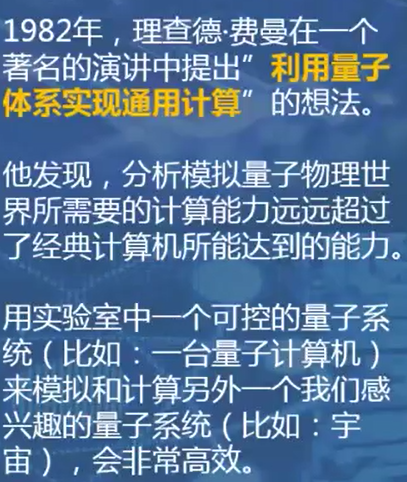 1982年，理查德·费曼在一个
著名的演讲中提出”利用量子
体系实现通用计算”的想法。
他发现，分析模拟量子物理世
界所需要的计算能力远远超过
了经典计算机所能达到的能力。
用实验室中一个可控的量子系
统（比如：一台量子计算机）
来模拟和计算另外一个我们感
兴趣的量子系统（比如：宇
宙），会非常高效。